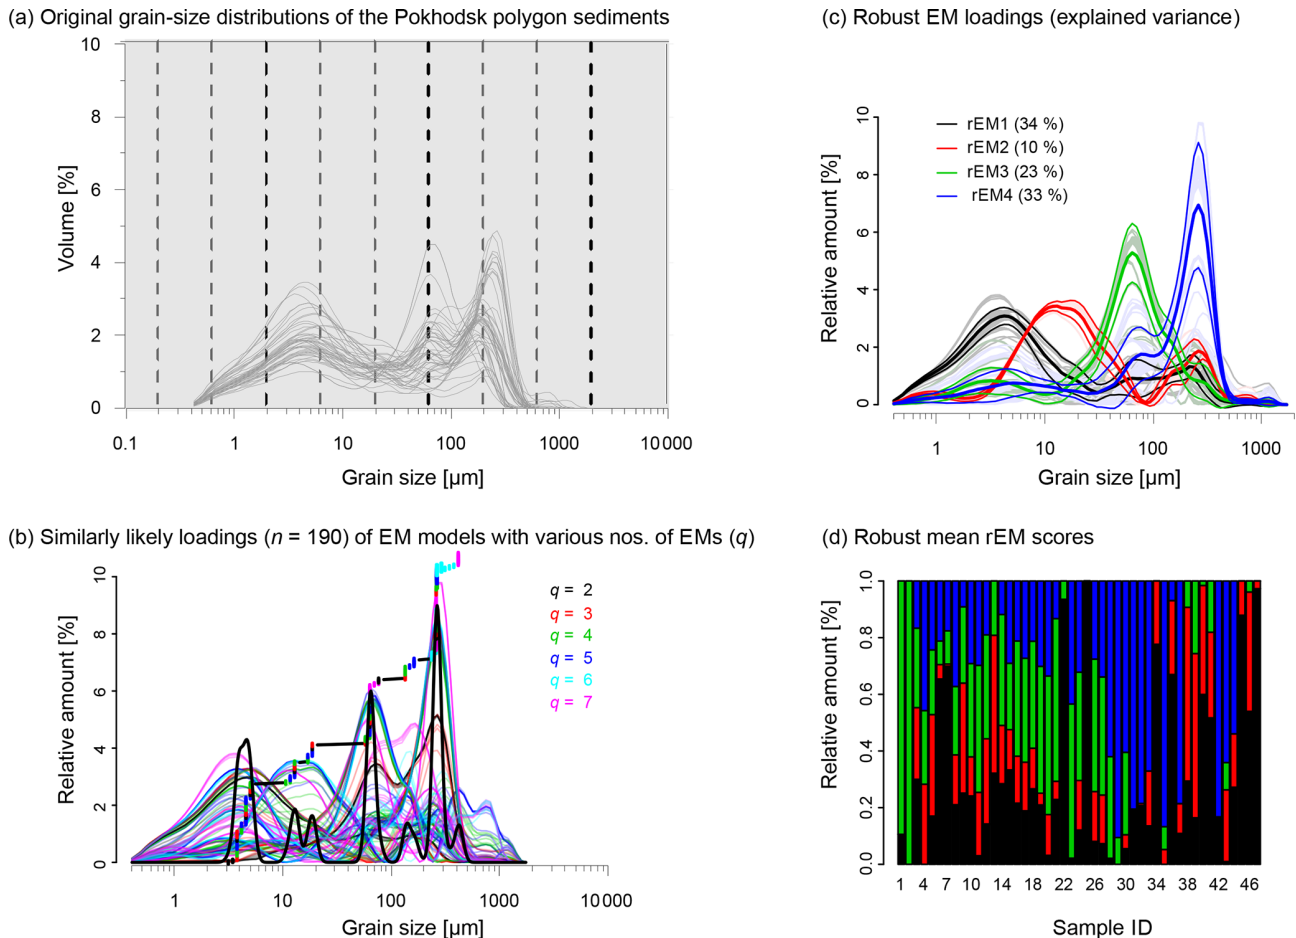 (a) Original grain-size distributions of the Pokhodsk polygon sediments
10
8
6
4
2
0
Volume [%]
0.1 1 10 100 1000 10 000
Grain size [µm]
(c) Robust EM loadings (explained variance)
10
8
6
4
2
0
Relative amount [%]
rEM1 (34 %)
rEM2 (10 %)
rEM3 (23 %)
rEM4 (33 %)
1 10 100 1000
Grain size [µm]
(b) Similarly likely loadings (n = 190) of EM models with various nos. of EMs (q)
10
8
6
4
2
0
Relative amount [%]
q = 2
q = 3
q = 4
q = 5
q = 6
q = 7
1 10 100 1000 10 000
Grain size [µm]
(d) Robust mean rEM scores
1.0
0.8
0.6
0.4
0.2
0.0
Relative amount [%]
1 4 7 10 14 18 22 26 30 34 38 42 46
Sample ID